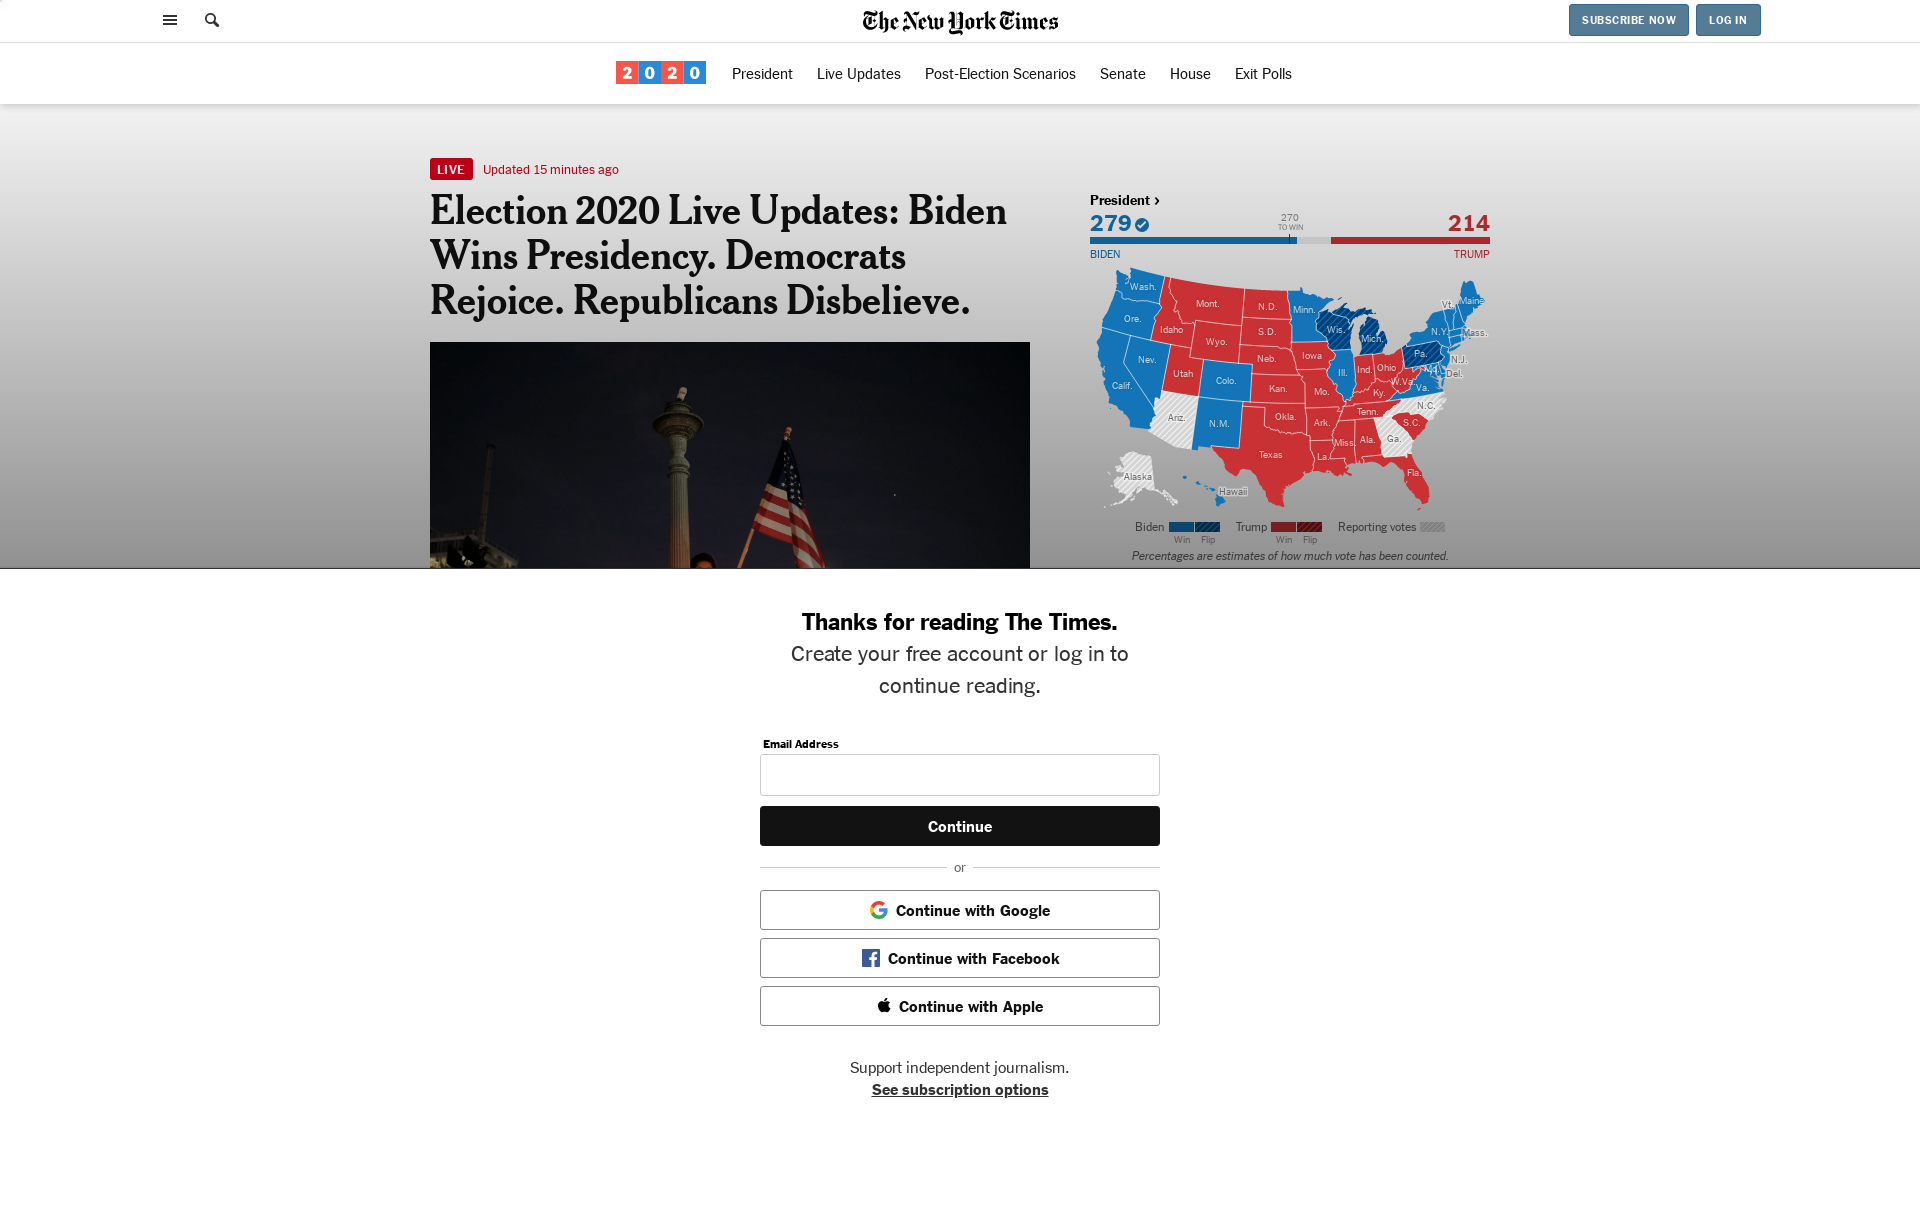 The New York Times
SUBSCRIBE NOW
LOG IN
2020
President
Live Updates
Post-Election Scenarios
Senate
House
Exit Polls
LIVE
Updated 15 minutes ago
Election 2020 Live Updates: Biden
Wins Presidency. Democrats
Rejoice. Republicans Disbelieve.
President ›
279
270
TO WIN
214
BIDEN
TRUMP
Wash.
Mont.
N.D.
Minn.
Vt.
Maine
Ore.
Idaho
S.D.
Wis.
Mich.
N.Y.
Mass.
Wyo.
Nev.
Neb.
Iowa
Pa.
N.J.
Utah
Colo.
Ill.
Ind.
Ohio
Md.
Del.
Calif.
Kan.
Mo.
W.Va.
Va.
Ky.
Ariz.
N.M.
Okla.
Ark.
Tenn.
N.C.
S.C.
Miss.
Ala.
Ga.
Texas
La.
Fla.
Alaska
Hawaii
Biden
Trump
Reporting votes
Win
Flip
Win
Flip
Percentages are estimates of how much vote has been counted.
Thanks for reading The Times.
Create your free account or log in to
continue reading.
Email Address
Continue
or
Continue with Google
Continue with Facebook
Continue with Apple
Support independent journalism.
See subscription options